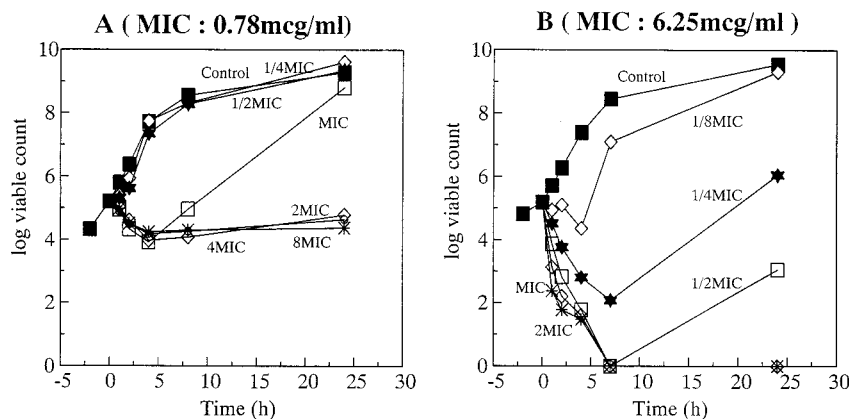 A ( MIC : 0.78mcg/ml)
10
8
6
4
2
0
log viable count
Control
1/4MIC
1/2MIC
MIC
2MIC
4MIC
8MIC
-5
0
5
10
15
20
25
30
Time (h)
B ( MIC : 6.25mcg/ml )
10
8
6
4
2
0
log viable count
Control
1/8MIC
1/4MIC
MIC
1/2MIC
2MIC
-5
0
5
10
15
20
25
30
Time (h)